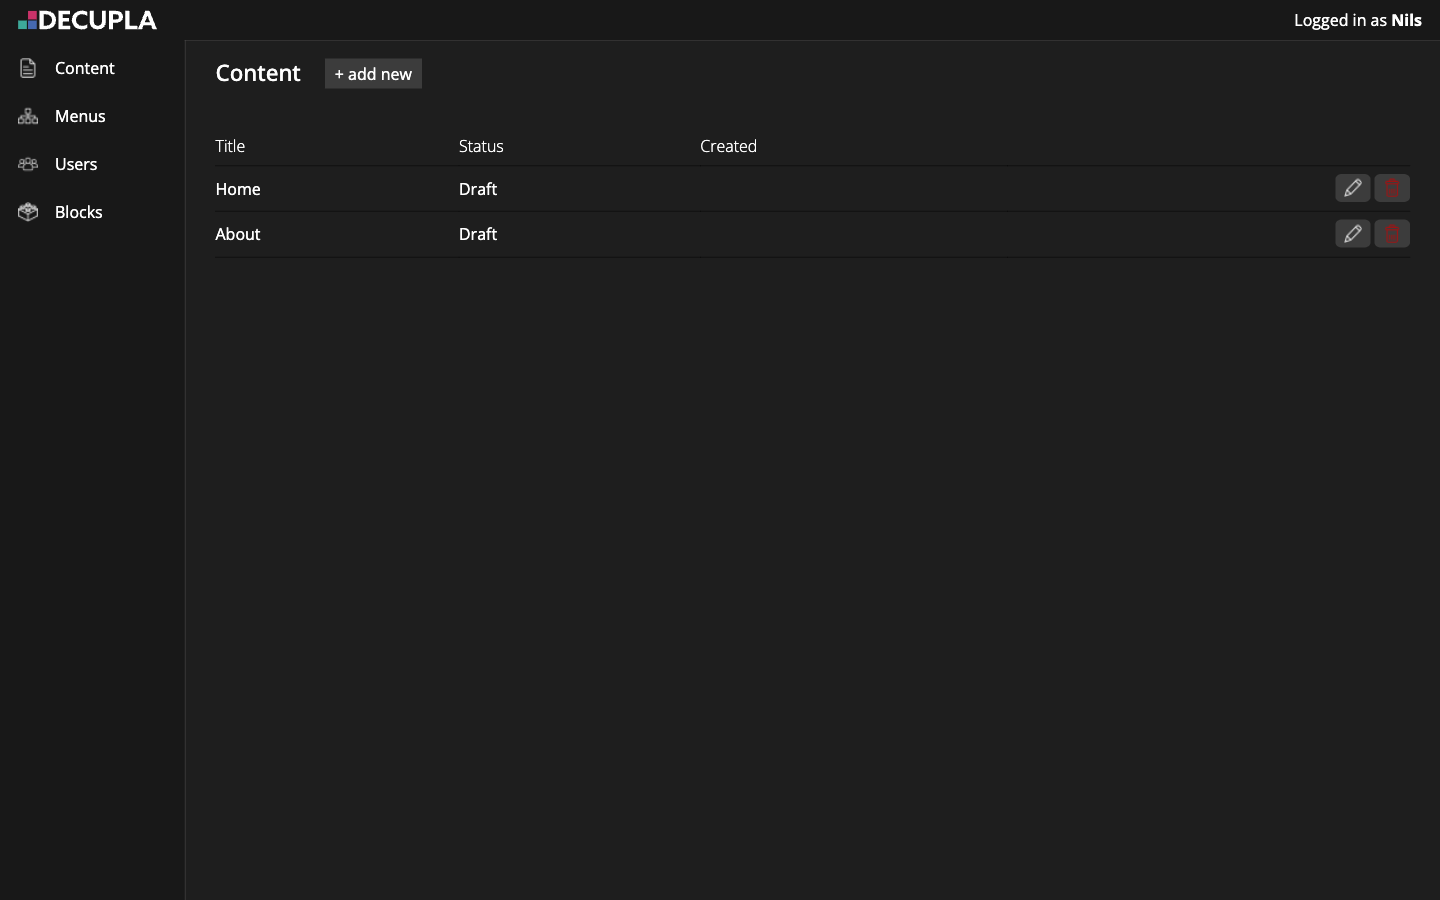 DECUPLA
Logged in as Nils
Content
Menus
Users
Blocks
Content
+ add new
Title Status Created
Home Draft
About Draft